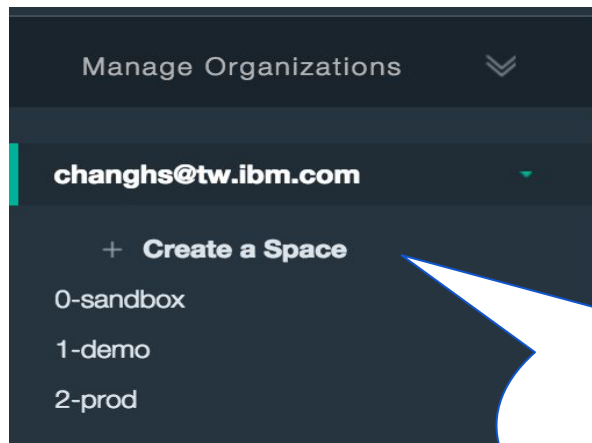 Manage Organizations
changhs@tw.ibm.com
+ Create a Space
0-sandbox
1-demo
2-prod